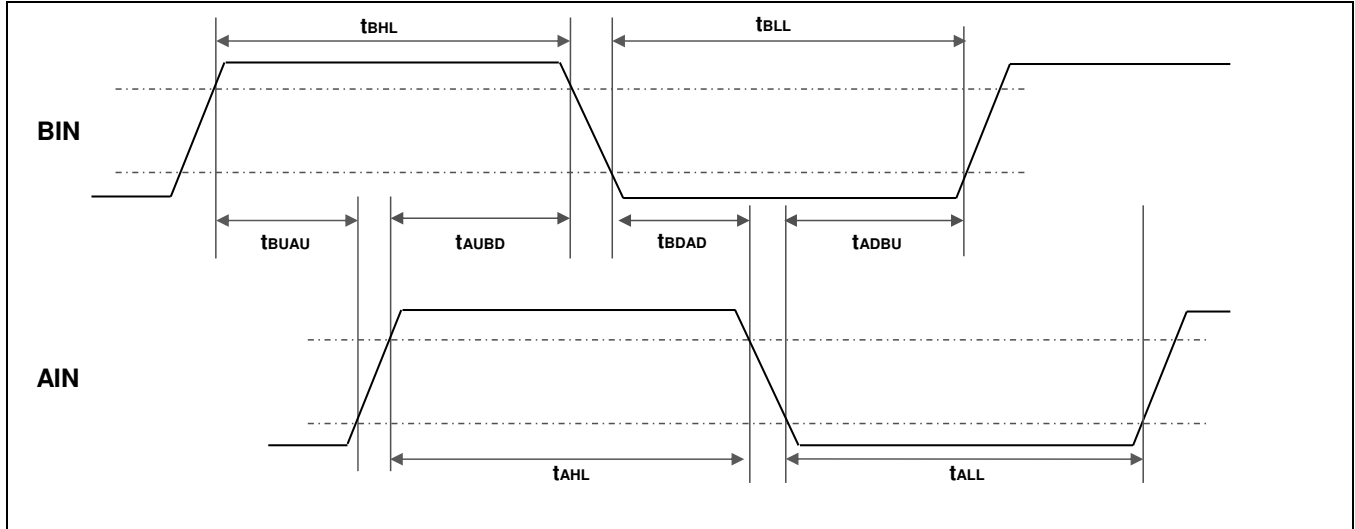 tBHL
tBLL
BIN
tBUAU
tAUBD
tBDAD
tADBU
AIN
tAHL
tALL